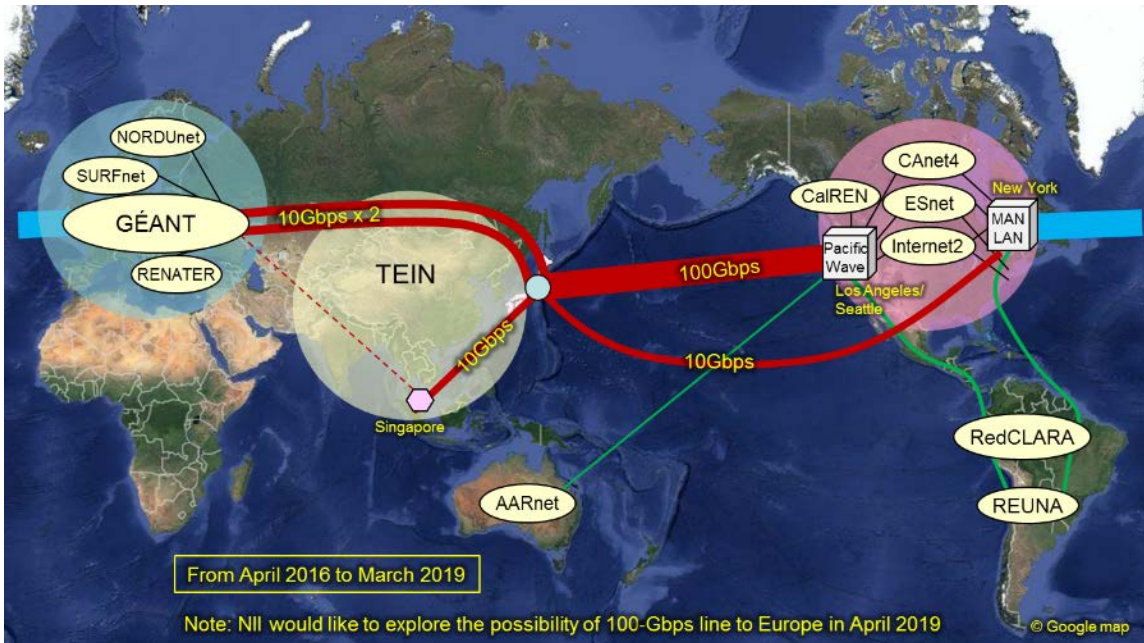 NORDUnet
SURFnet
GÉANT
RENATER
10Gbps x 2
TEIN
10Gbps
Singapore
100Gbps
10Gbps
CAnet4
CalREN
ESnet
Internet2
New York
MAN
LAN
Pacific
Wave
Los Angeles/
Seattle
AARnet
RedCLARA
REUNA
From April 2016 to March 2019
Note: NII would like to explore the possibility of 100-Gbps line to Europe in April 2019
© Google map